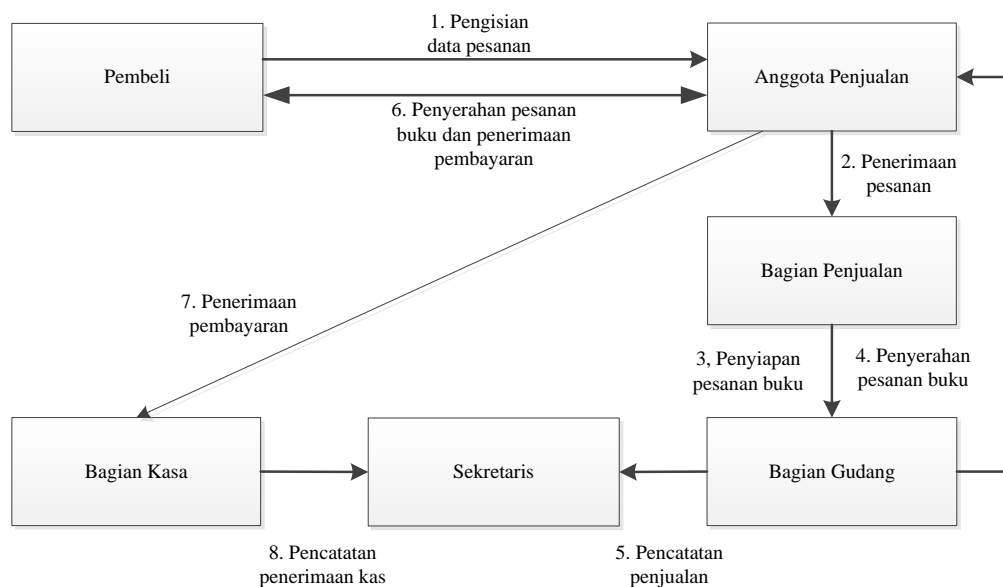 1. Pengisian
data pesanan
Pembeli
Anggota Penjualan
6. Penyerahan pesanan
buku dan penerimaan
pembayaran
2. Penerimaan
pesanan
Bagian Penjualan
7. Penerimaan
pembayaran
3, Penyiapan
pesanan buku
4. Penyerahan
pesanan buku
Bagian Kasa
Sekretaris
Bagian Gudang
8. Pencatatan
penerimaan kas
5. Pencatatan
penjualan